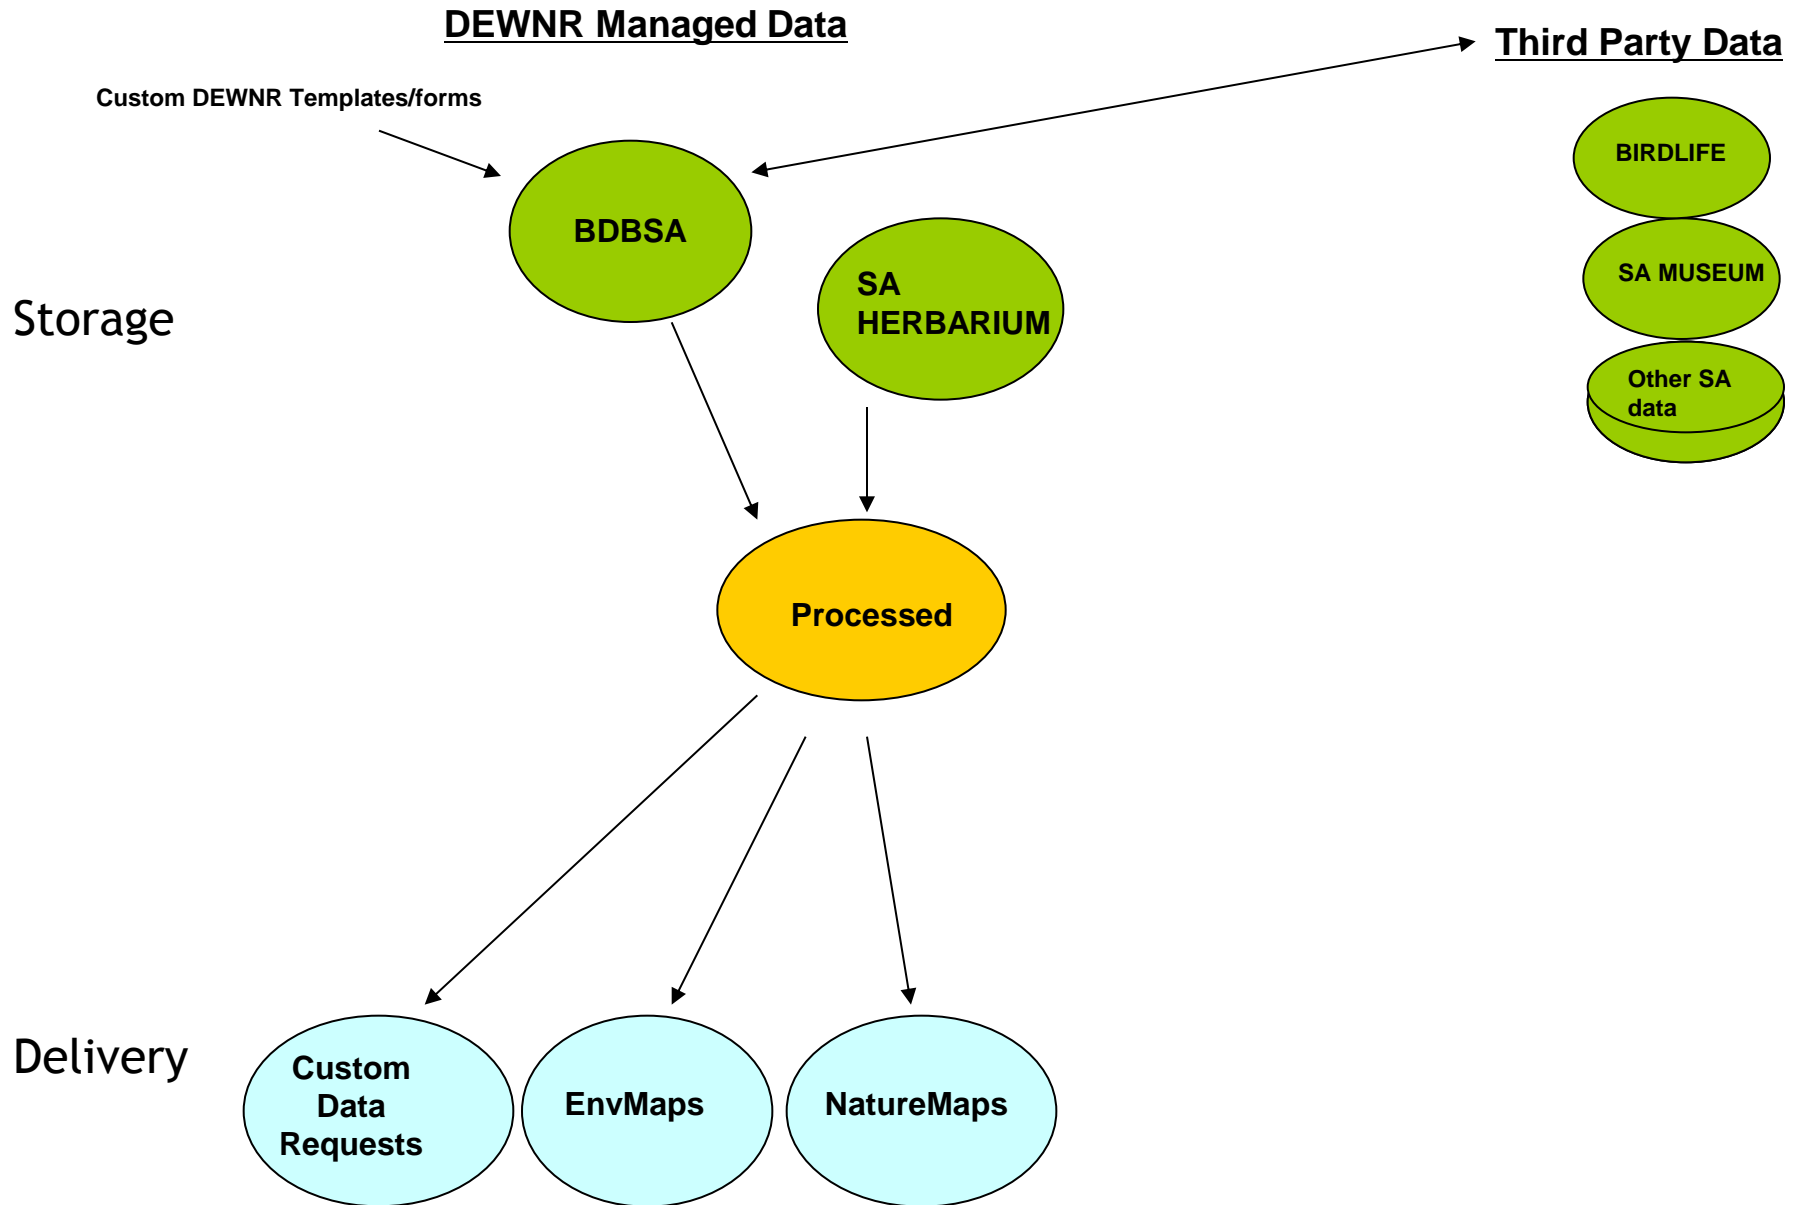 DEWNR Managed Data
Third Party Data
Custom DEWNR Templates/forms
BIRDLIFE
BDBSA
SA MUSEUM
SA
HERBARIUM
Storage
Other SA
data
Processed
Delivery
Custom
Data
Requests
EnvMaps
NatureMaps